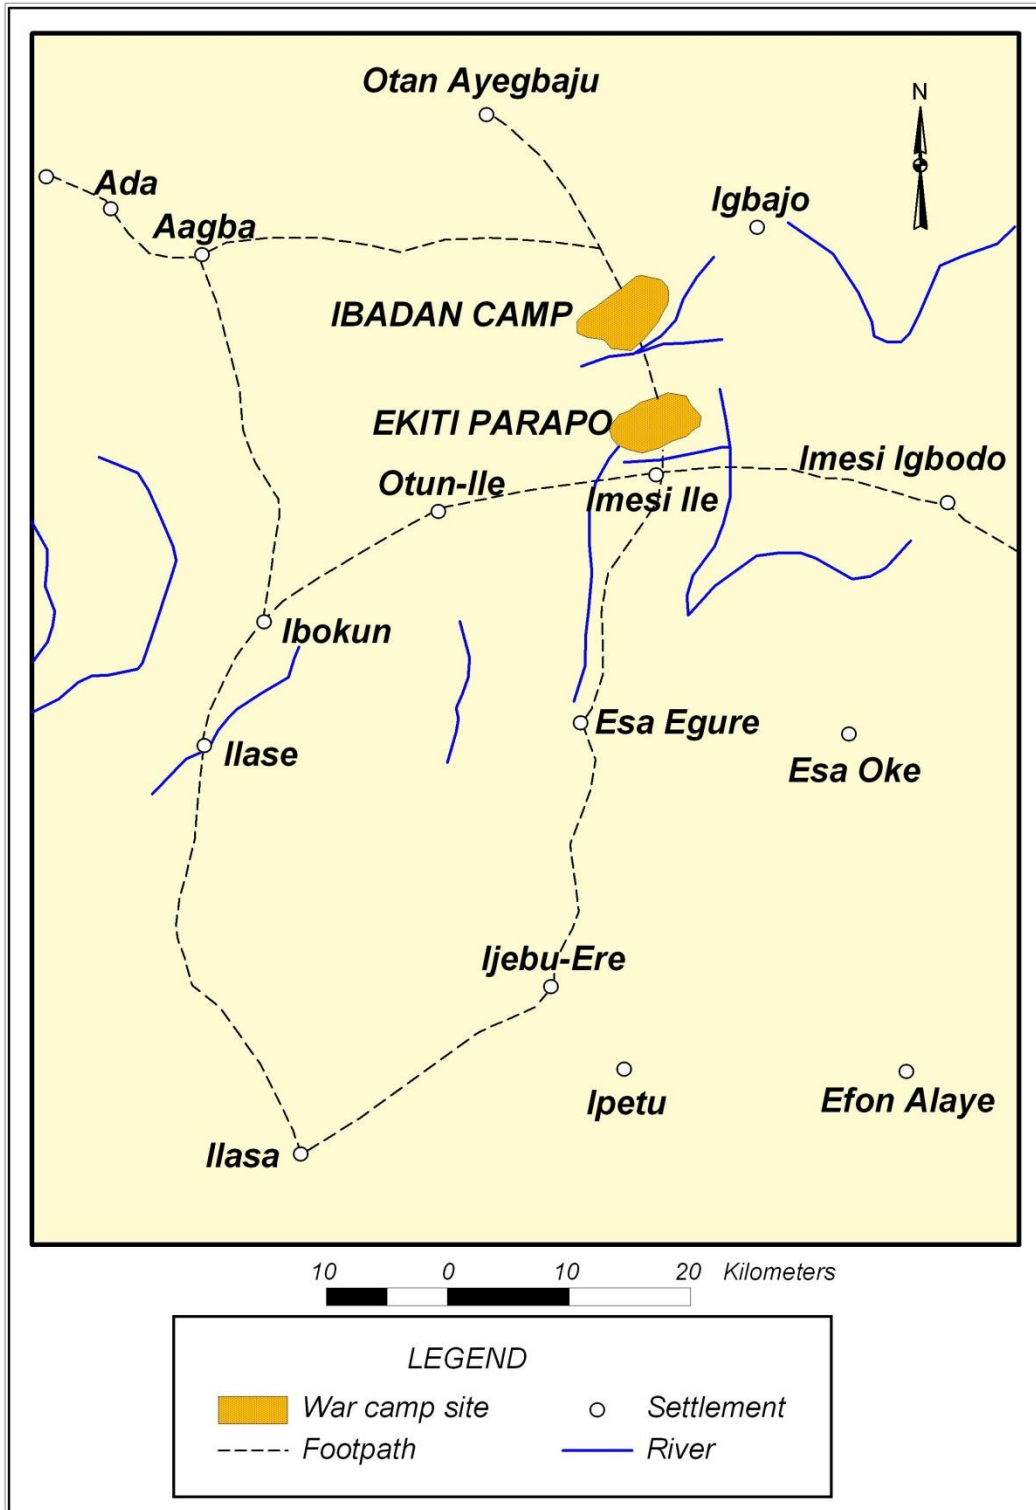 Otan Ayegbaju
N
Ada
Igbajo
Aagba
IBADAN CAMP
EKITI PARAPO
Imesi Igbodo
Otun-Ile
Imesi Ile
Ibokun
Esa Egure
Ilase
Esa Oke
Ijebu-Ere
Ipetu
Efon Alaye
Ilasa
10 0 10 20 Kilometers
LEGEND
War camp site
Settlement
Footpath
River